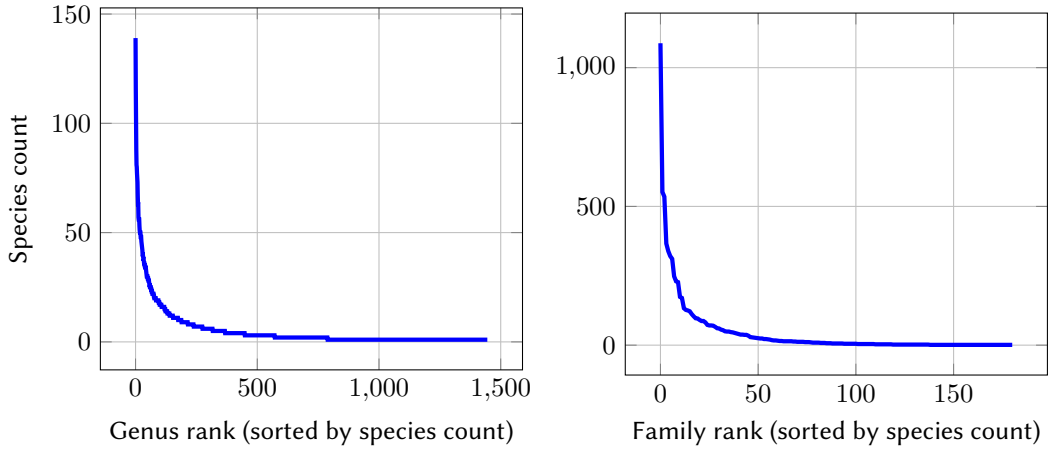 150
100
50
0
0 500 1,000 1,500
Species count
Genus rank (sorted by species count)
1,000
500
0
0 50 100 150
Family rank (sorted by species count)